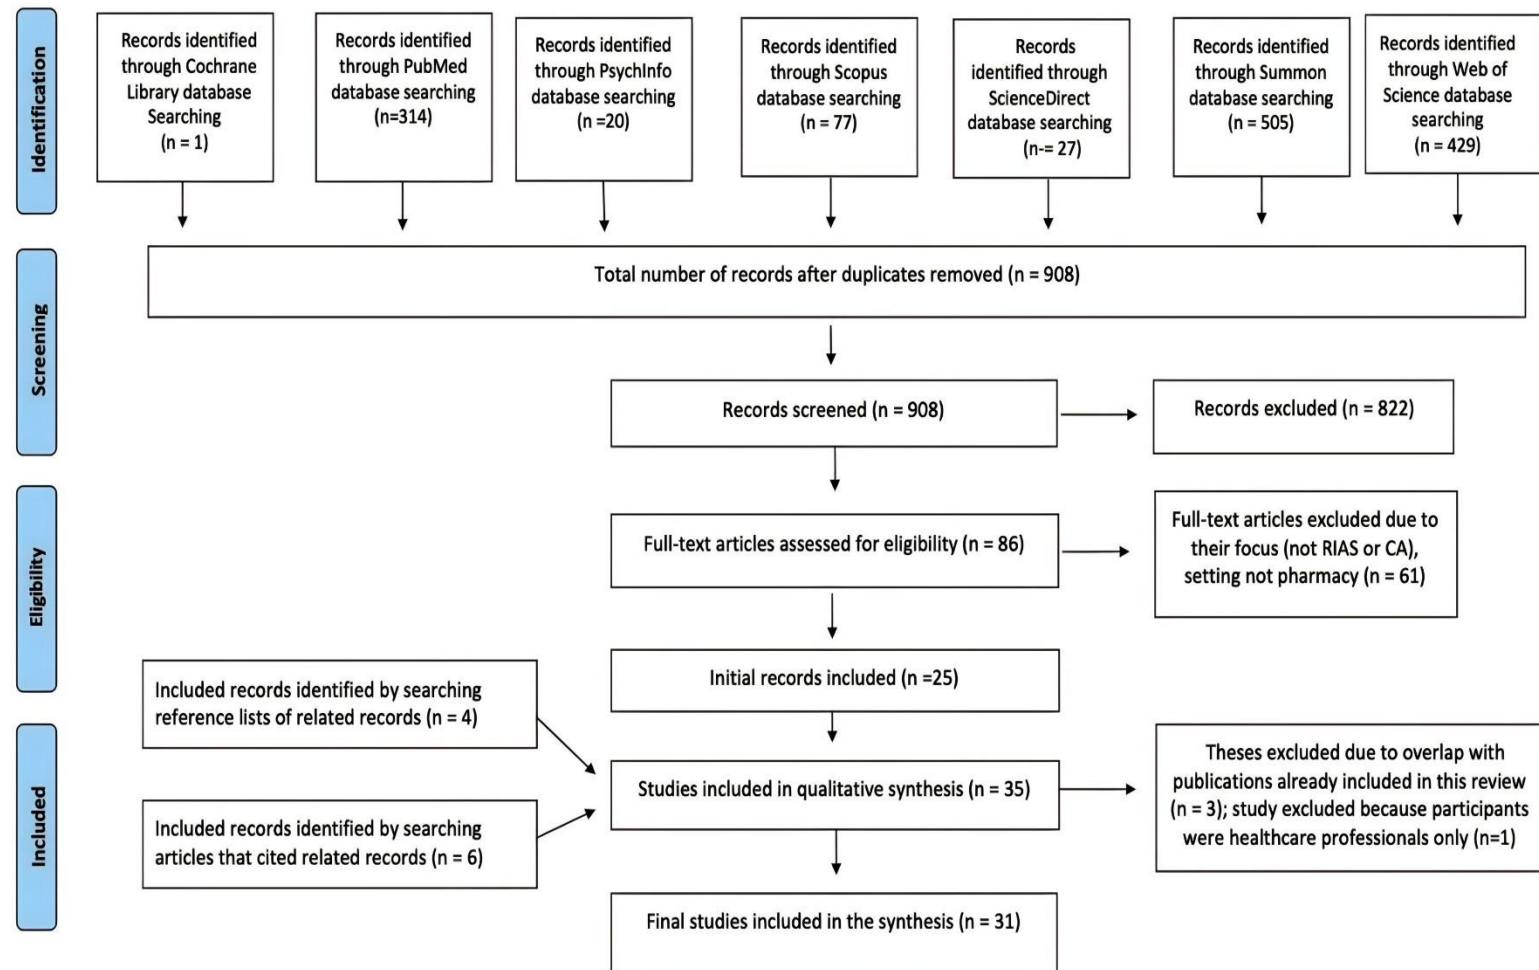 Identification
Records identified
through Cochrane
Library database
Searching
(n = 1)
Records identified
through PubMed
database searching
(n=314)
Records identified
through PsychInfo
database searching
(n =20)
Records identified
through Scopus
database searching
(n = 77)
Records
identified through
ScienceDirect
database searching
(n-= 27)
Records identified
through Summon
database searching
(n = 505)
Records identified
through Web of
Science database
searching
(n = 429)
Screening
Total number of records after duplicates removed (n = 908)
Records screened (n = 908)
Records excluded (n = 822)
Eligibility
Full-text articles assessed for eligibility (n = 86)
Full-text articles excluded due to
their focus (not RIAS or CA),
setting not pharmacy (n = 61)
Initial records included (n =25)
Included records identified by searching
reference lists of related records (n = 4)
Included
Studies included in qualitative synthesis (n = 35)
Theses excluded due to overlap with
publications already included in this review
(n = 3); study excluded because participants
were healthcare professionals only (n=1)
Included records identified by searching
articles that cited related records (n = 6)
Final studies included in the synthesis (n = 31)